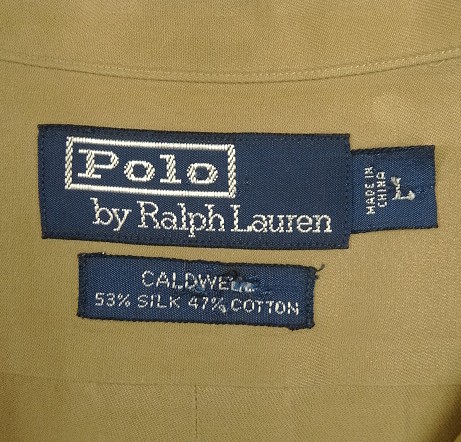 Polo
by Ralph Lauren
MADE IN
CHINA
L
CALDWELL
53% SILK 47% COTTON